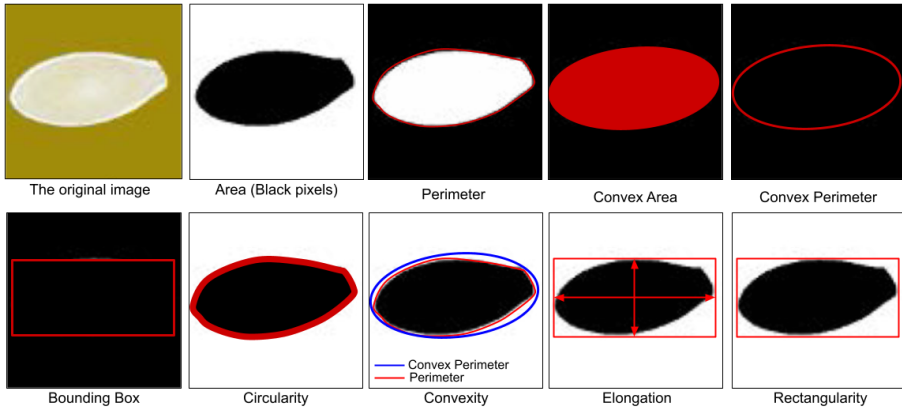 The original image
Area (Black pixels)
Perimeter
Convex Area
Convex Perimeter
Convex Perimeter
Perimeter
Bounding Box
Circularity
Convexity
Elongation
Rectangularity